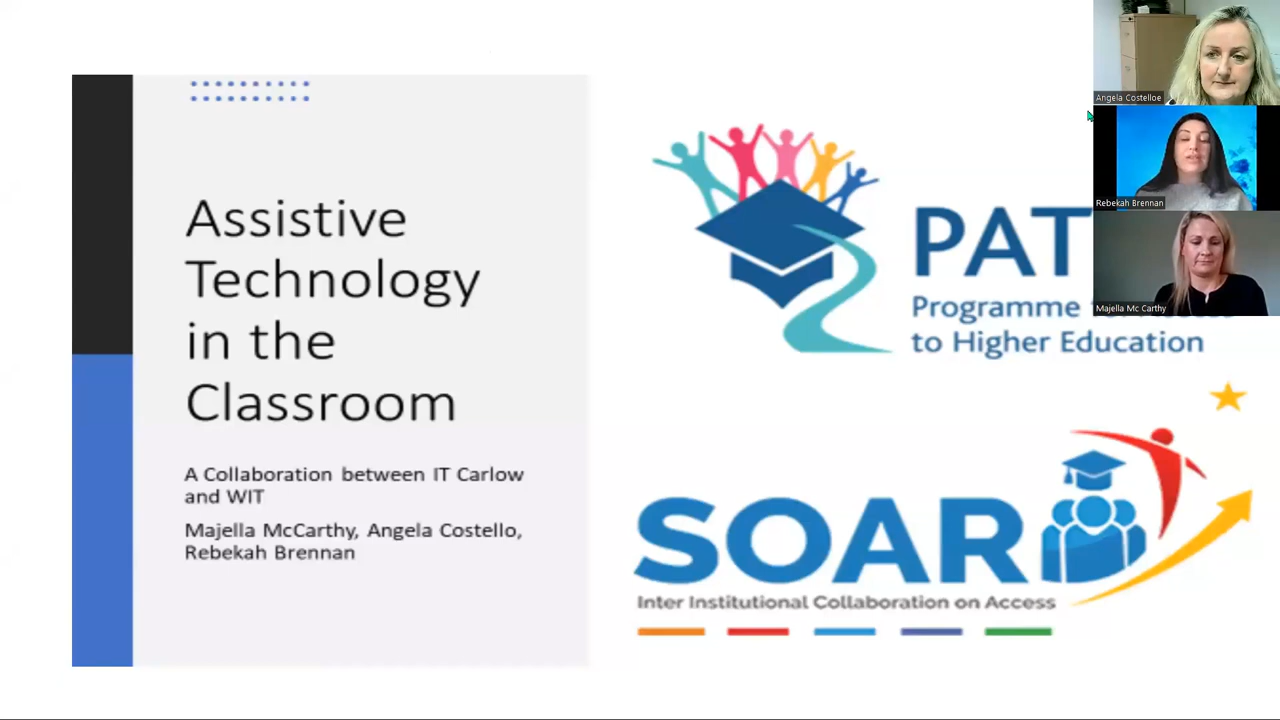 Assistive
Technology
in the
Classroom
A Collaboration between IT Carlow
and WIT
Majella McCarthy, Angela Costello,
Rebekah Brennan
PAT
Programme
to Higher Education
SOAR
Inter Institutional Collaboration on Access
Angela Costelloe
Rebekah Brennan
Majella Mc Carthy